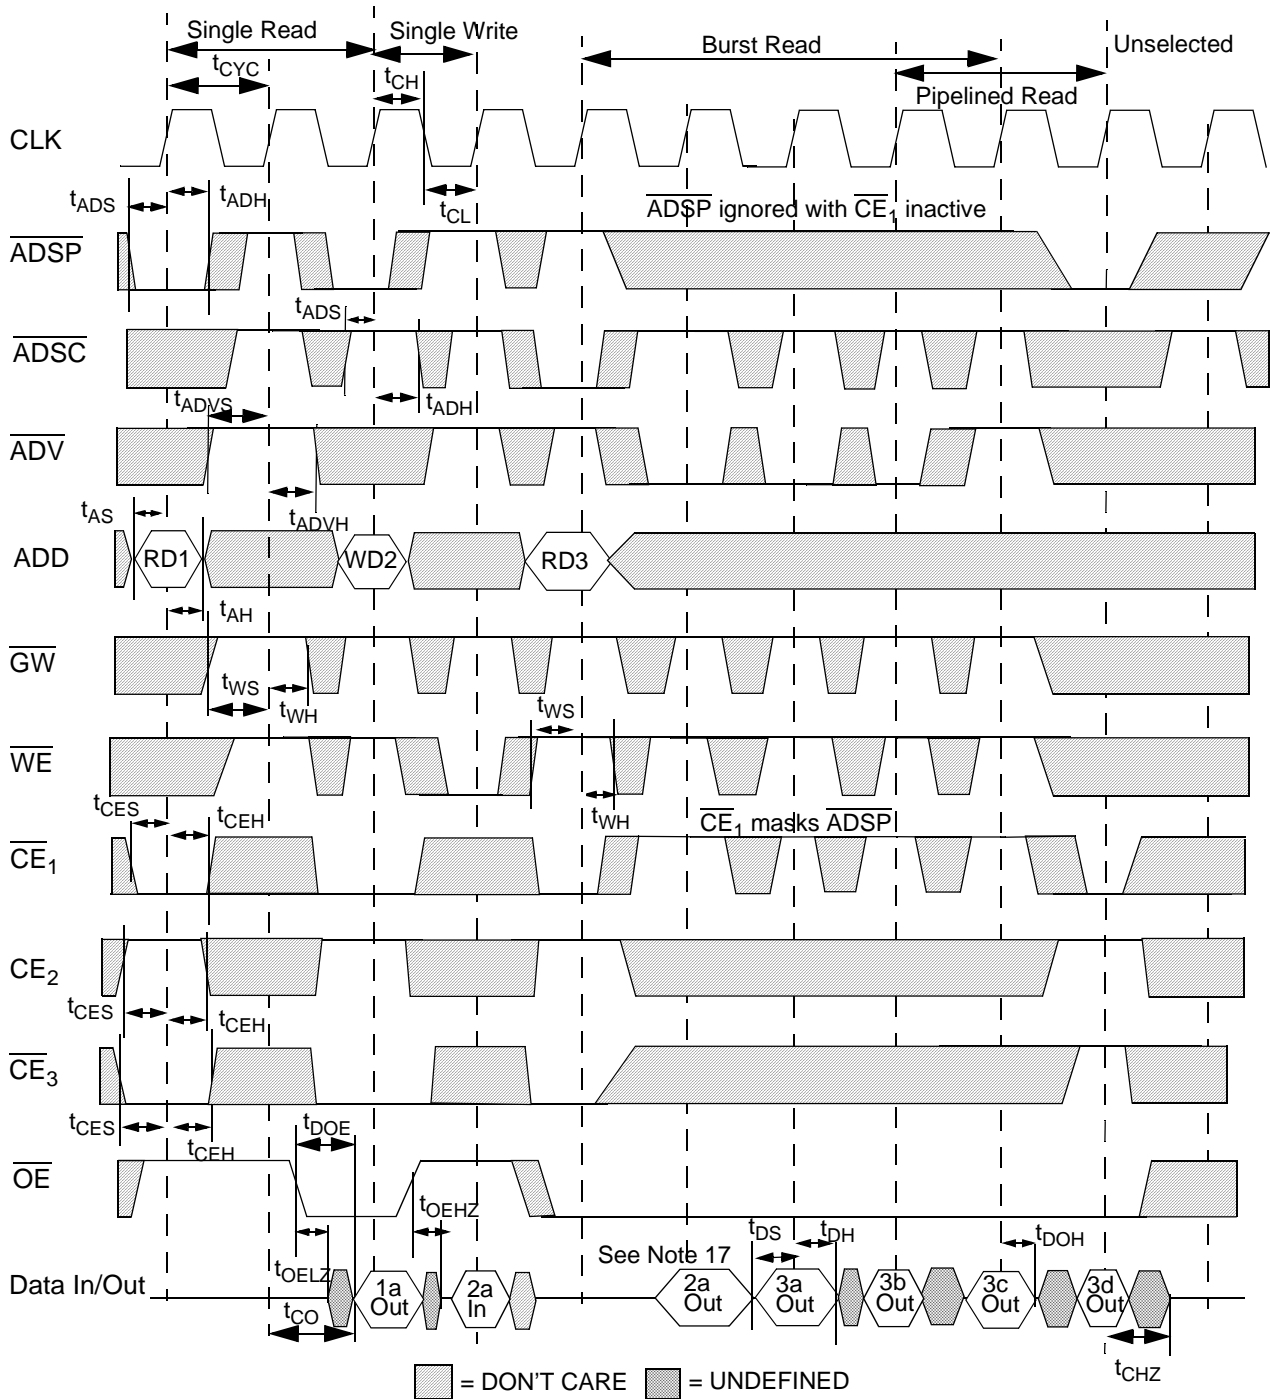 Single Read
Single Write
Burst Read
Unselected
tCYC
tCH
Pipelined Read
CLK
tADS
tADH
tCL
ADSP ignored with CE1 inactive
ADSP
tADS
ADSC
tADVS
tADH
ADV
tAS
tADVH
ADD
RD1
WD2
RD3
tAH
GW
tWS
tWH
tWS
WE
tCES
tCEH
tWH
CE1 masks ADSP
CE1
CE2
tCES
tCEH
CE3
tCES
tCEH
tDOE
OE
tOEHZ
tDS
tDH
tDOH
See Note 17
tOELZ
Data In/Out
1a Out
2a In
2a Out
3a Out
3b Out
3c Out
3d Out
tCO
tCHZ
= DON'T CARE
= UNDEFINED